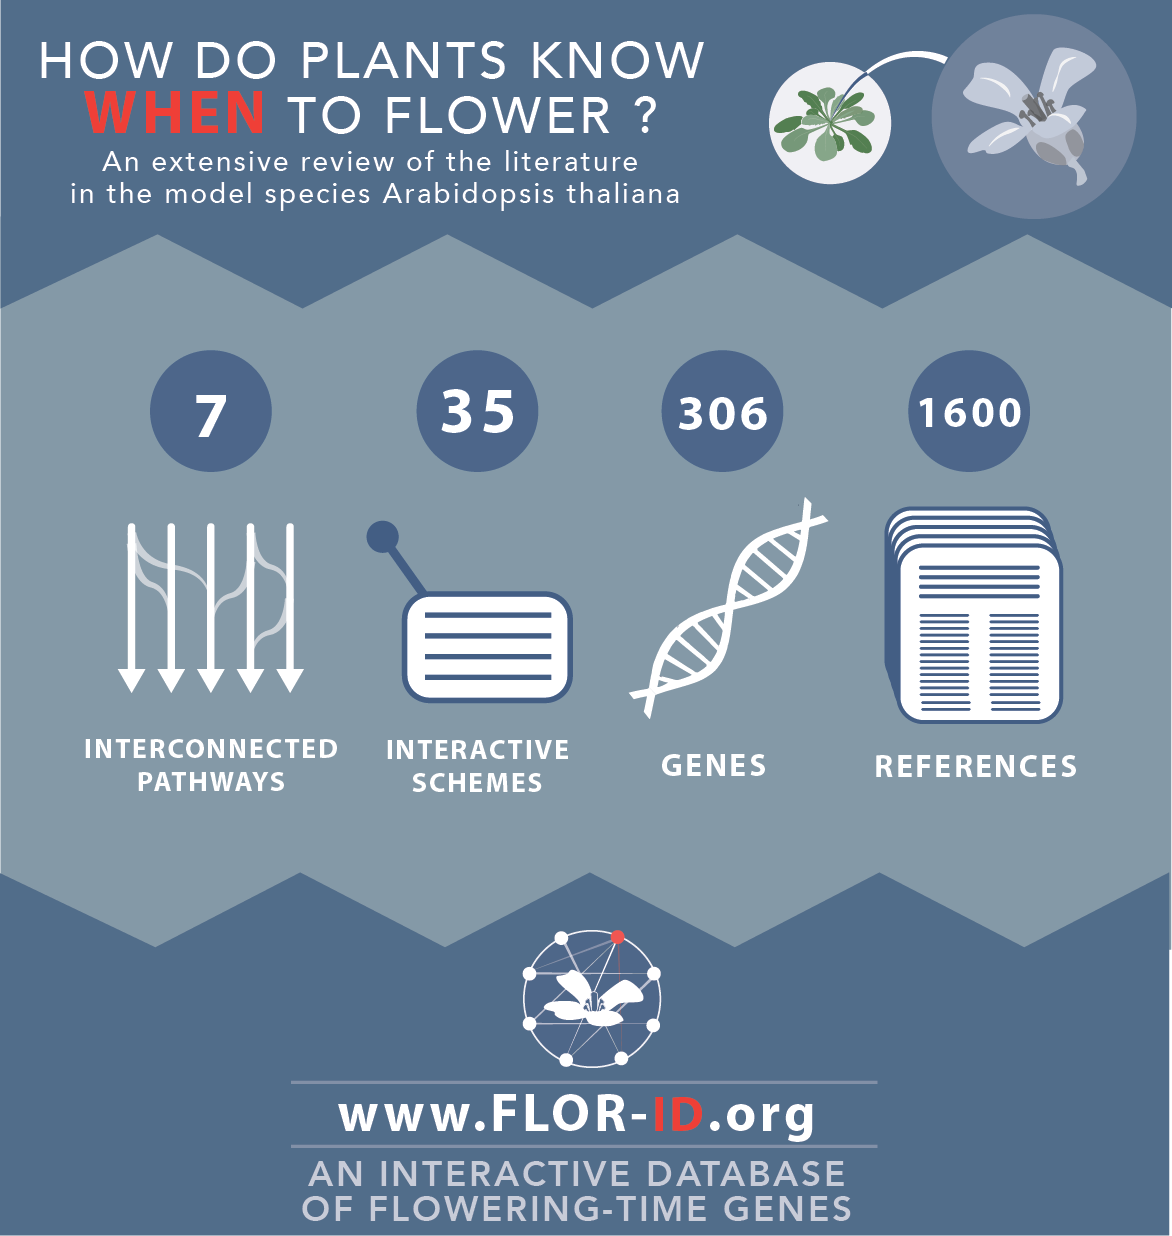 HOW DO PLANTS KNOW
WHEN TO FLOWER ?
An extensive review of the literature
in the model species Arabidopsis thaliana
7
35
306
1600
INTERCONNECTED
PATHWAYS
INTERACTIVE
SCHEMES
GENES
REFERENCES
www.FLOR-ID.org
AN INTERACTIVE DATABASE
OF FLOWERING-TIME GENES